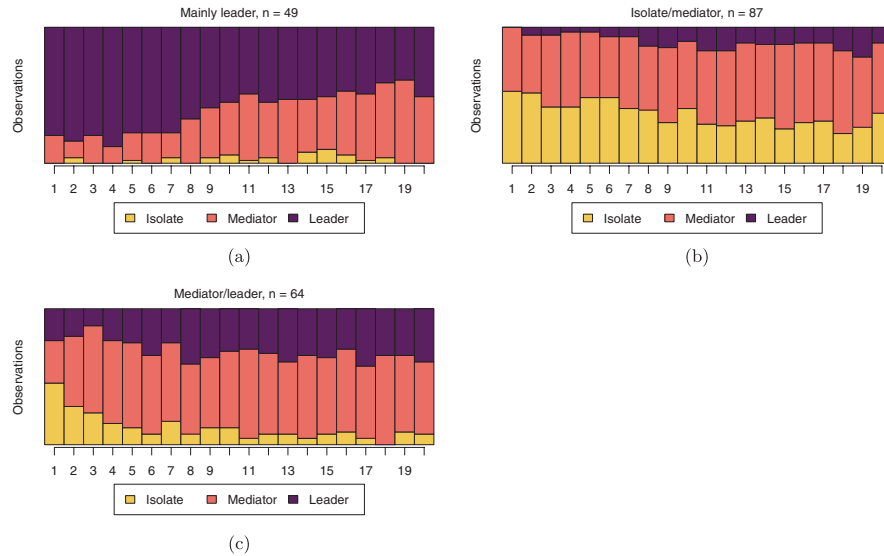 Mainly leader, n = 49
Observations
1 2 3 4 5 6 7 8 9 11 13 15 17 19
Isolate Mediator Leader
(a)
Isolate/mediator, n = 87
Observations
1 2 3 4 5 6 7 8 9 11 13 15 17 19
Isolate Mediator Leader
(b)
Mediator/leader, n = 64
Observations
1 2 3 4 5 6 7 8 9 11 13 15 17 19
Isolate Mediator Leader
(c)